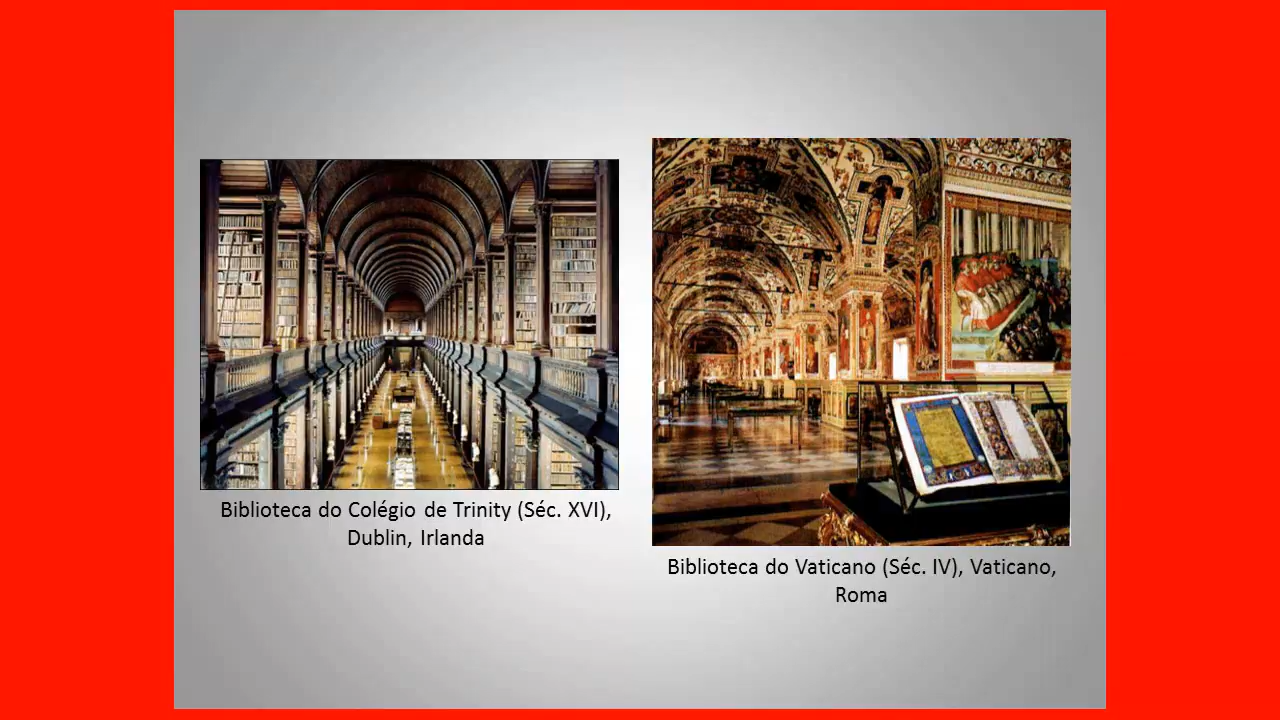 Biblioteca do Colégio de Trinity (Séc. XVI),
Dublin, Irlanda
Biblioteca do Vaticano (Séc. IV), Vaticano,
Roma